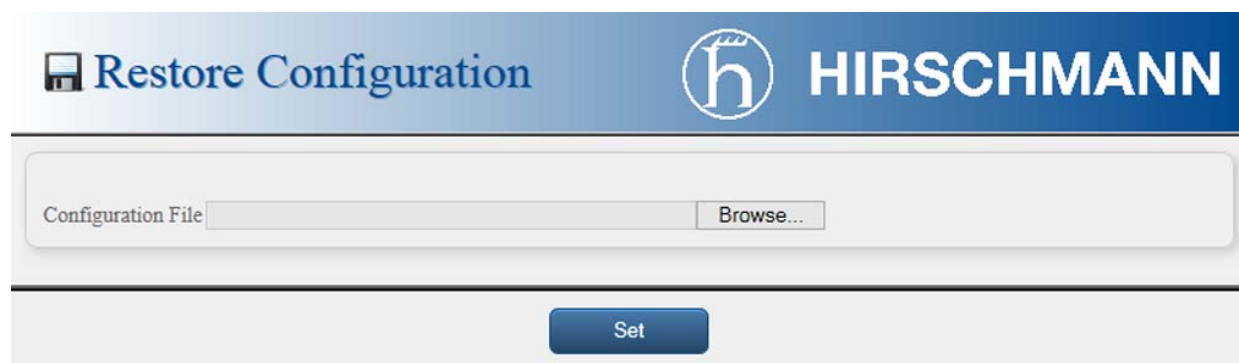 Restore Configuration
HIRSCHMANN
Configuration File
Browse...
Set